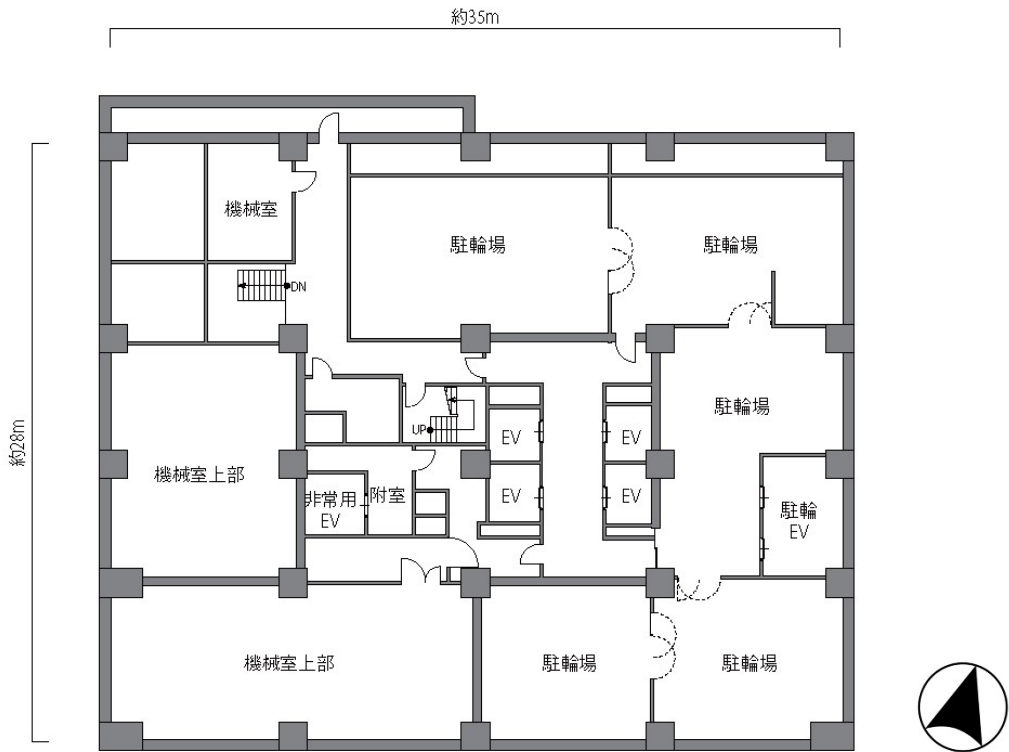 約35m
約28m
機械室
駐輪場
駐輪場
DN
駐輪場
UP
EV
EV
機械室上部
非常用
EV
附室
EV
EV
駐輪
EV
機械室上部
駐輪場
駐輪場